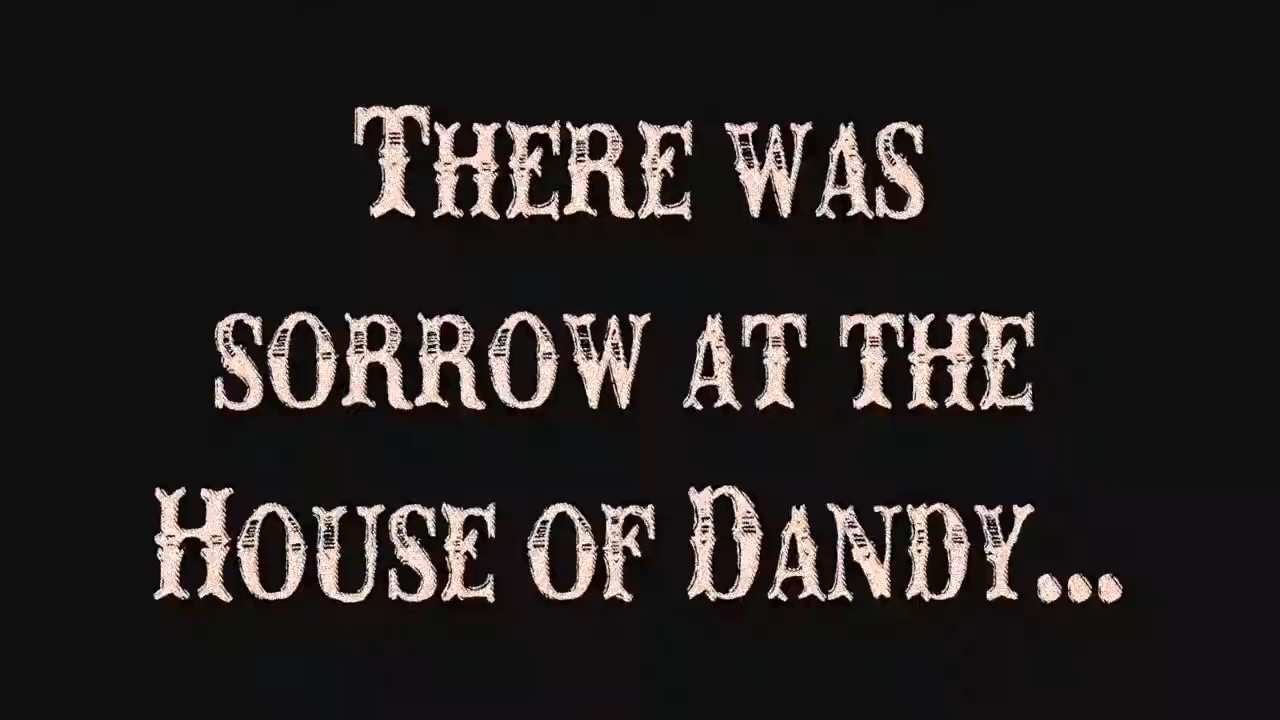 There was
sorrow at the
House of Dandy...